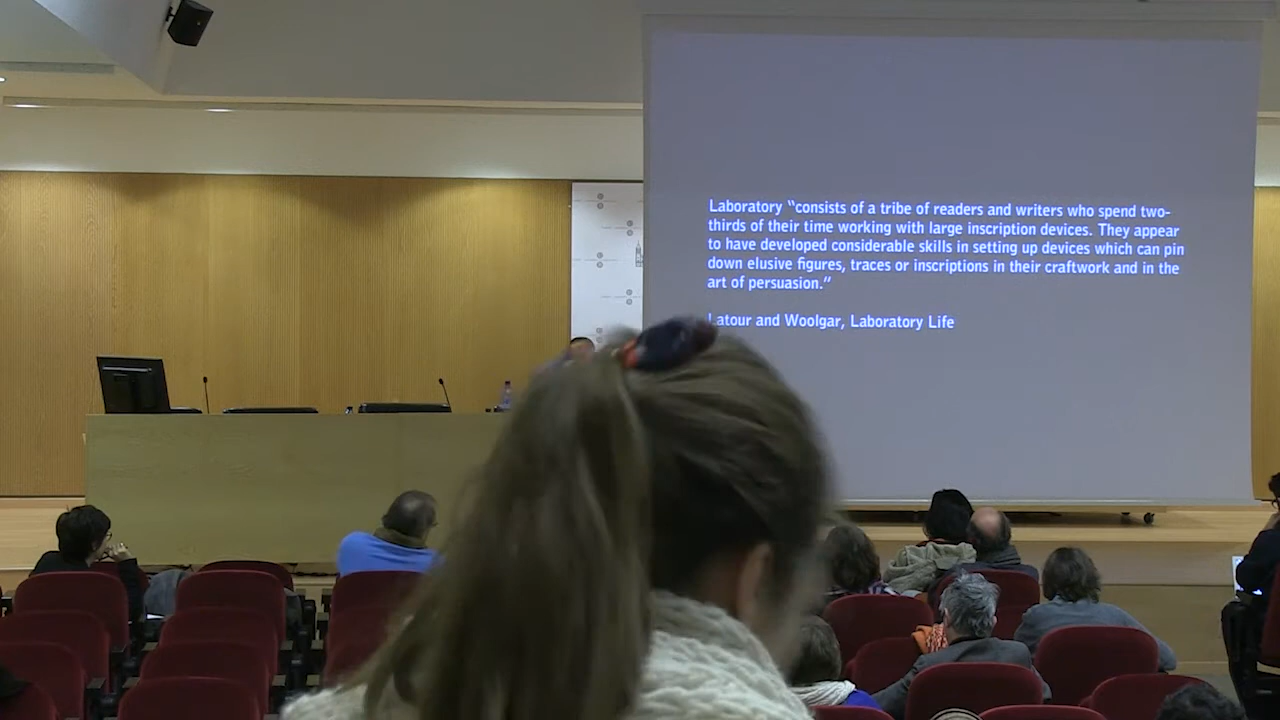 Laboratory “consists of a tribe of readers and writers who spend two-
thirds of their time working with large inscription devices. They appear
to have developed considerable skills in setting up devices which can pin
down elusive figures, traces or inscriptions in their craftwork and in the
art of persuasion.”
Latour and Woolgar, Laboratory Life